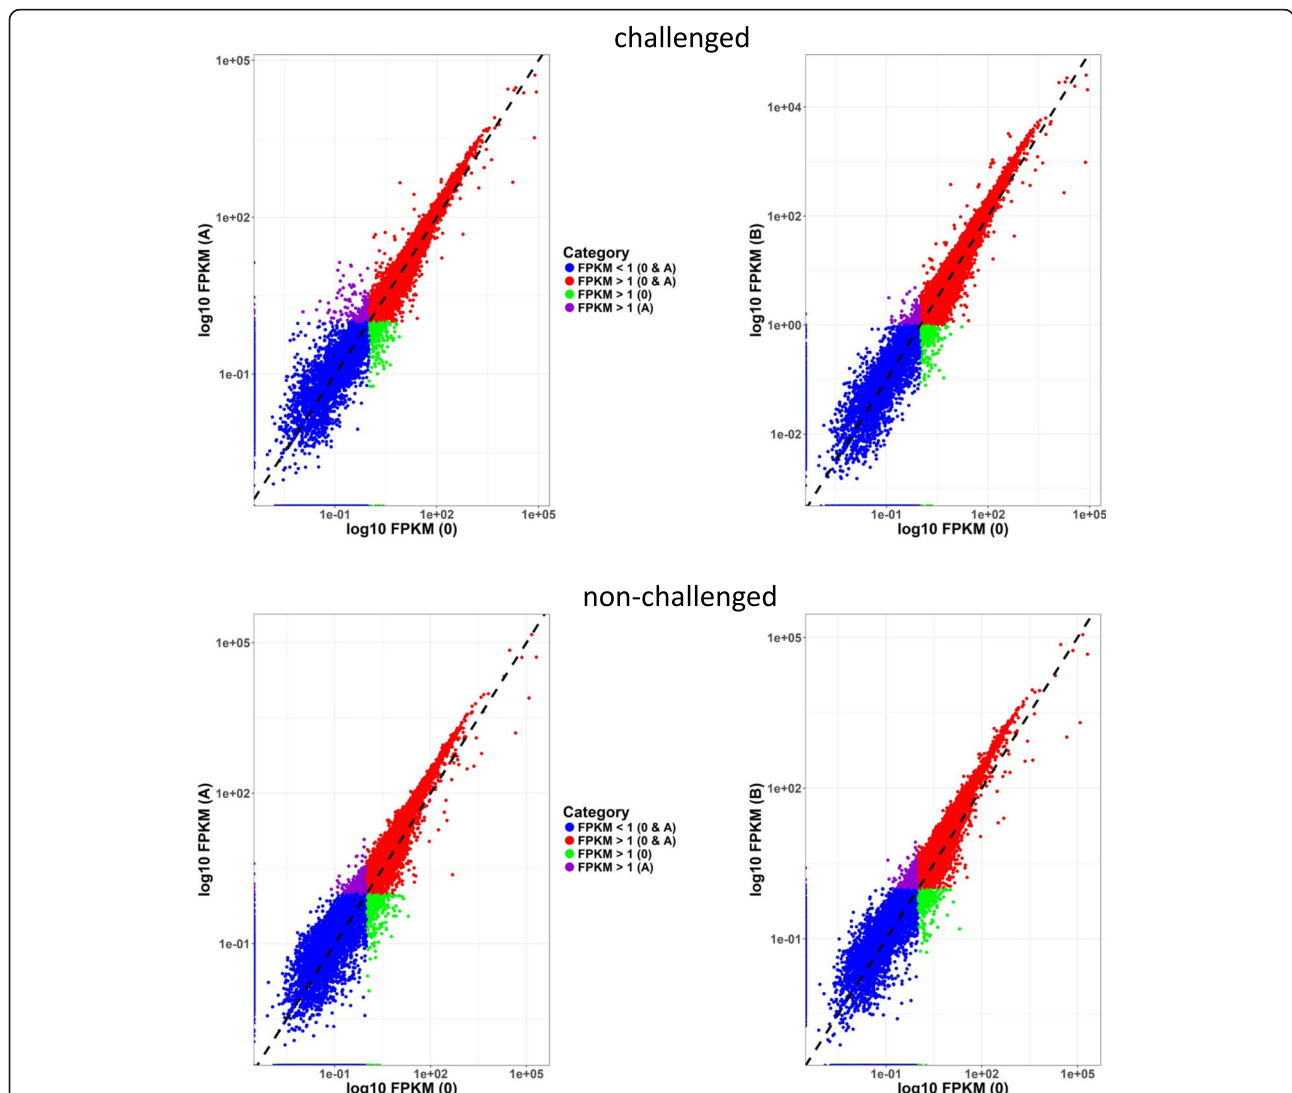 challenged
1e+05
1e+02
1e-01
log10 FPKM (A)
1e-01 1e+02 1e+05
log10 FPKM (0)
Category
FPKM < 1 (0 & A)
FPKM > 1 (0 & A)
FPKM > 1 (0)
FPKM > 1 (A)
1e+04
1e+02
1e+00
1e-02
log10 FPKM (B)
1e-01 1e+02 1e+05
log10 FPKM (0)
non-challenged
1e+05
1e+02
1e-01
log10 FPKM (A)
1e-01 1e+02 1e+05
log10 FPKM (0)
Category
FPKM < 1 (0 & A)
FPKM > 1 (0 & A)
FPKM > 1 (0)
FPKM > 1 (A)
1e+05
1e+02
1e-01
log10 FPKM (B)
1e-01 1e+02 1e+05
log10 FPKM (0)